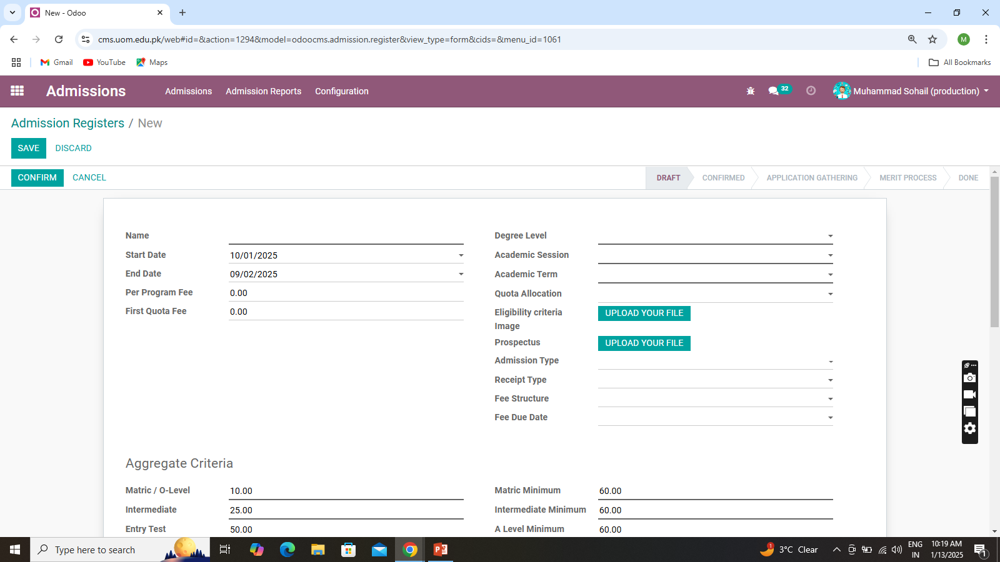 New - Odoo
cms.uom.edu.pk/web#id=&action=1294&model=odoocms.admission.register&view_type=form&cids=&menu_id=1061
M
Gmail
YouTube
Maps
All Bookmarks
Admissions
Admissions
Admission Reports
Configuration
32
Muhammad Sohail (production)
Admission Registers / New
SAVE
DISCARD
CONFIRM
CANCEL
DRAFT
CONFIRMED
APPLICATION GATHERING
MERIT PROCESS
DONE
Name
Start Date 10/01/2025
End Date 09/02/2025
Per Program Fee 0.00
First Quota Fee 0.00
Degree Level
Academic Session
Academic Term
Quota Allocation
Eligibility criteria
Image
UPLOAD YOUR FILE
Prospectus UPLOAD YOUR FILE
Admission Type
Receipt Type
Fee Structure
Fee Due Date
Aggregate Criteria
Matric / O-Level 10.00
Intermediate 25.00
Entry Test 50.00
Matric Minimum 60.00
Intermediate Minimum 60.00
A Level Minimum 60.00
Type here to search
1
3°C Clear
ENG
IN
10:19 AM
1/13/2025
1